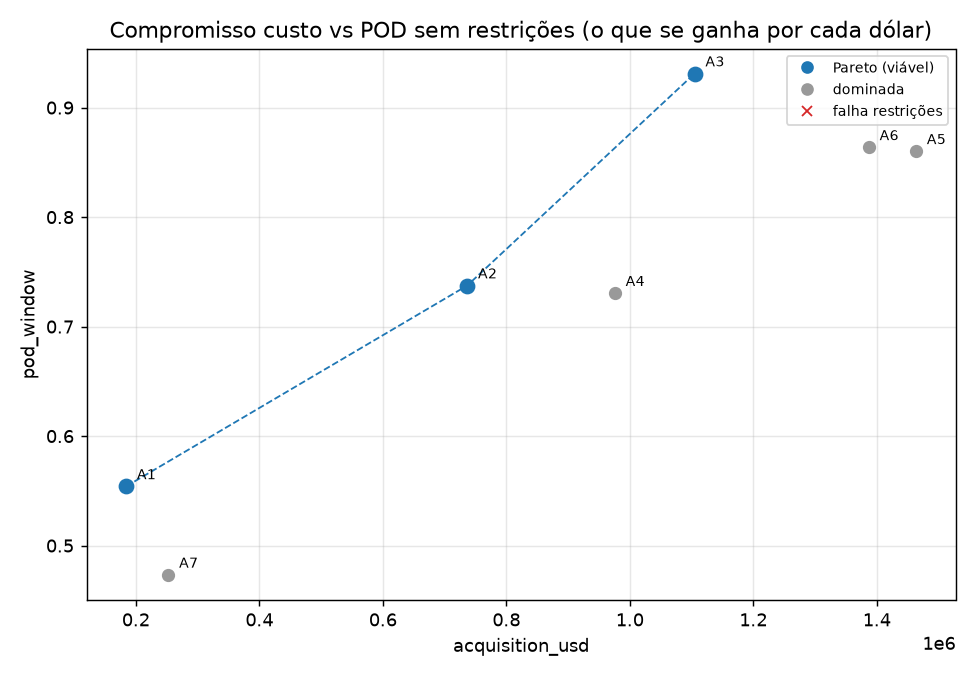 Compromisso custo vs POD sem restrições (o que se ganha por cada dólar)
Pareto (viável)
dominada
falha restrições
A3
A6
A5
A2
A4
A1
A7
pod_window
0.9
0.8
0.7
0.6
0.5
0.2
0.4
0.6
0.8
1.0
1.2
1.4
1e6
acquisition_usd